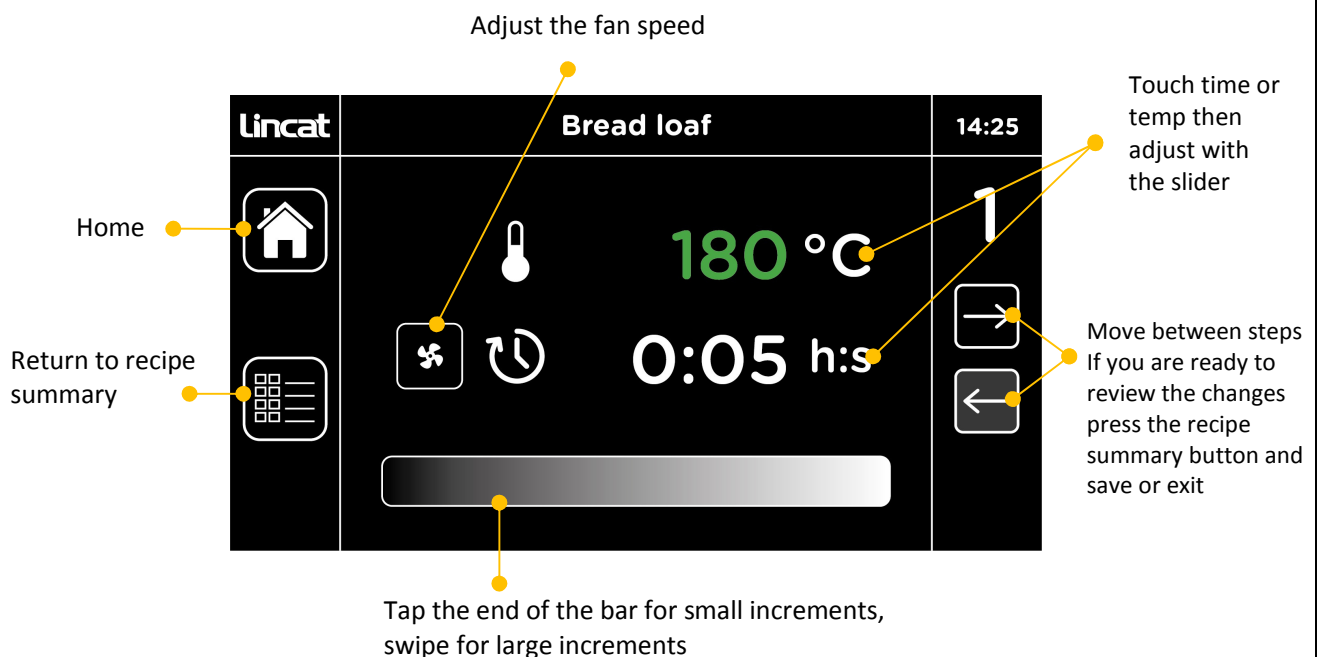 Adjust the fan speed
Touch time or
temp then
adjust with
the slider
Lincat
Bread loaf
14:25
Home
180 °C
1
Return to recipe
summary
0:05 h:s
Move between steps
If you are ready to
review the changes
press the recipe
summary button and
save or exit
Tap the end of the bar for small increments,
swipe for large increments